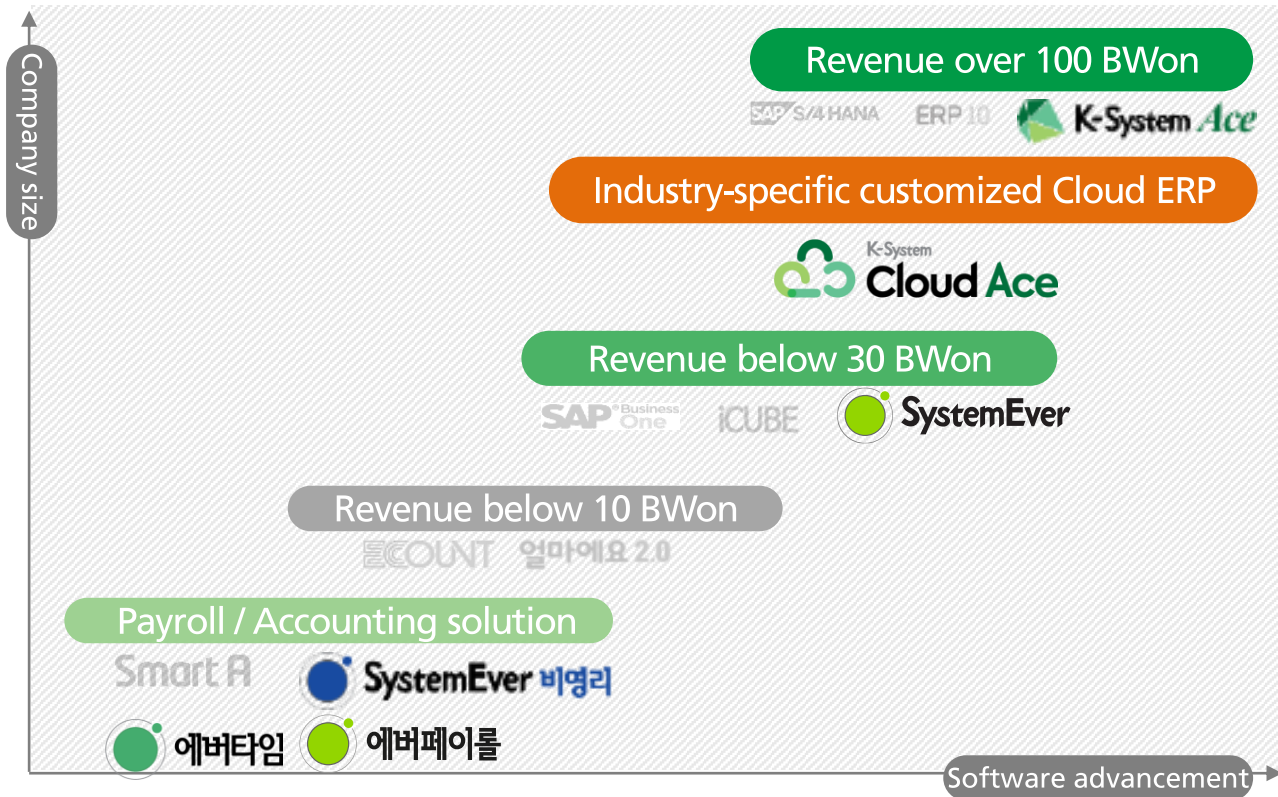 Company size
Revenue over 100 BWon
SAP S/4 HANA ERP 10 K-System Ace
Industry-specific customized Cloud ERP
K-System
Cloud Ace
Revenue below 30 BWon
SAP Business One iCUBE SystemEver
Revenue below 10 BWon
ECOUNT 얼마에요 2.0
Payroll / Accounting solution
Smart A SystemEver 비영리
에버타임 에버페이롤
Software advancement